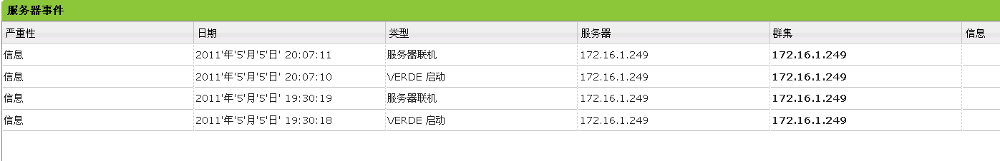 服务器事件
严重性 日期 类型 服务器 群集 信息
信息 2011'年'5'月'5'日' 20:07:11 服务器联机 172.16.1.249 172.16.1.249
信息 2011'年'5'月'5'日' 20:07:10 VERDE 启动 172.16.1.249 172.16.1.249
信息 2011'年'5'月'5'日' 19:30:19 服务器联机 172.16.1.249 172.16.1.249
信息 2011'年'5'月'5'日' 19:30:18 VERDE 启动 172.16.1.249 172.16.1.249